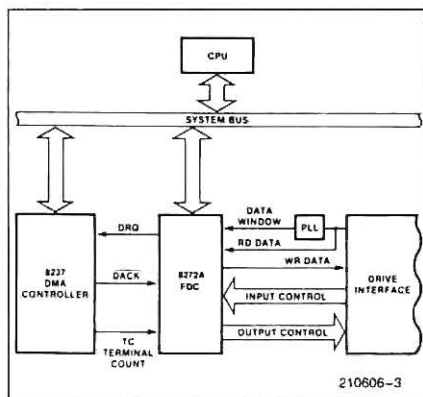 CPU
SYSTEM BUS
8237
DMA
CONTROLLER
DRQ
DACK
TC
TERMINAL
COUNT
8272A
FDC
DATA
WINDOW
PLL
RD DATA
WR DATA
INPUT CONTROL
OUTPUT CONTROL
DRIVE
INTERFACE
210606-3